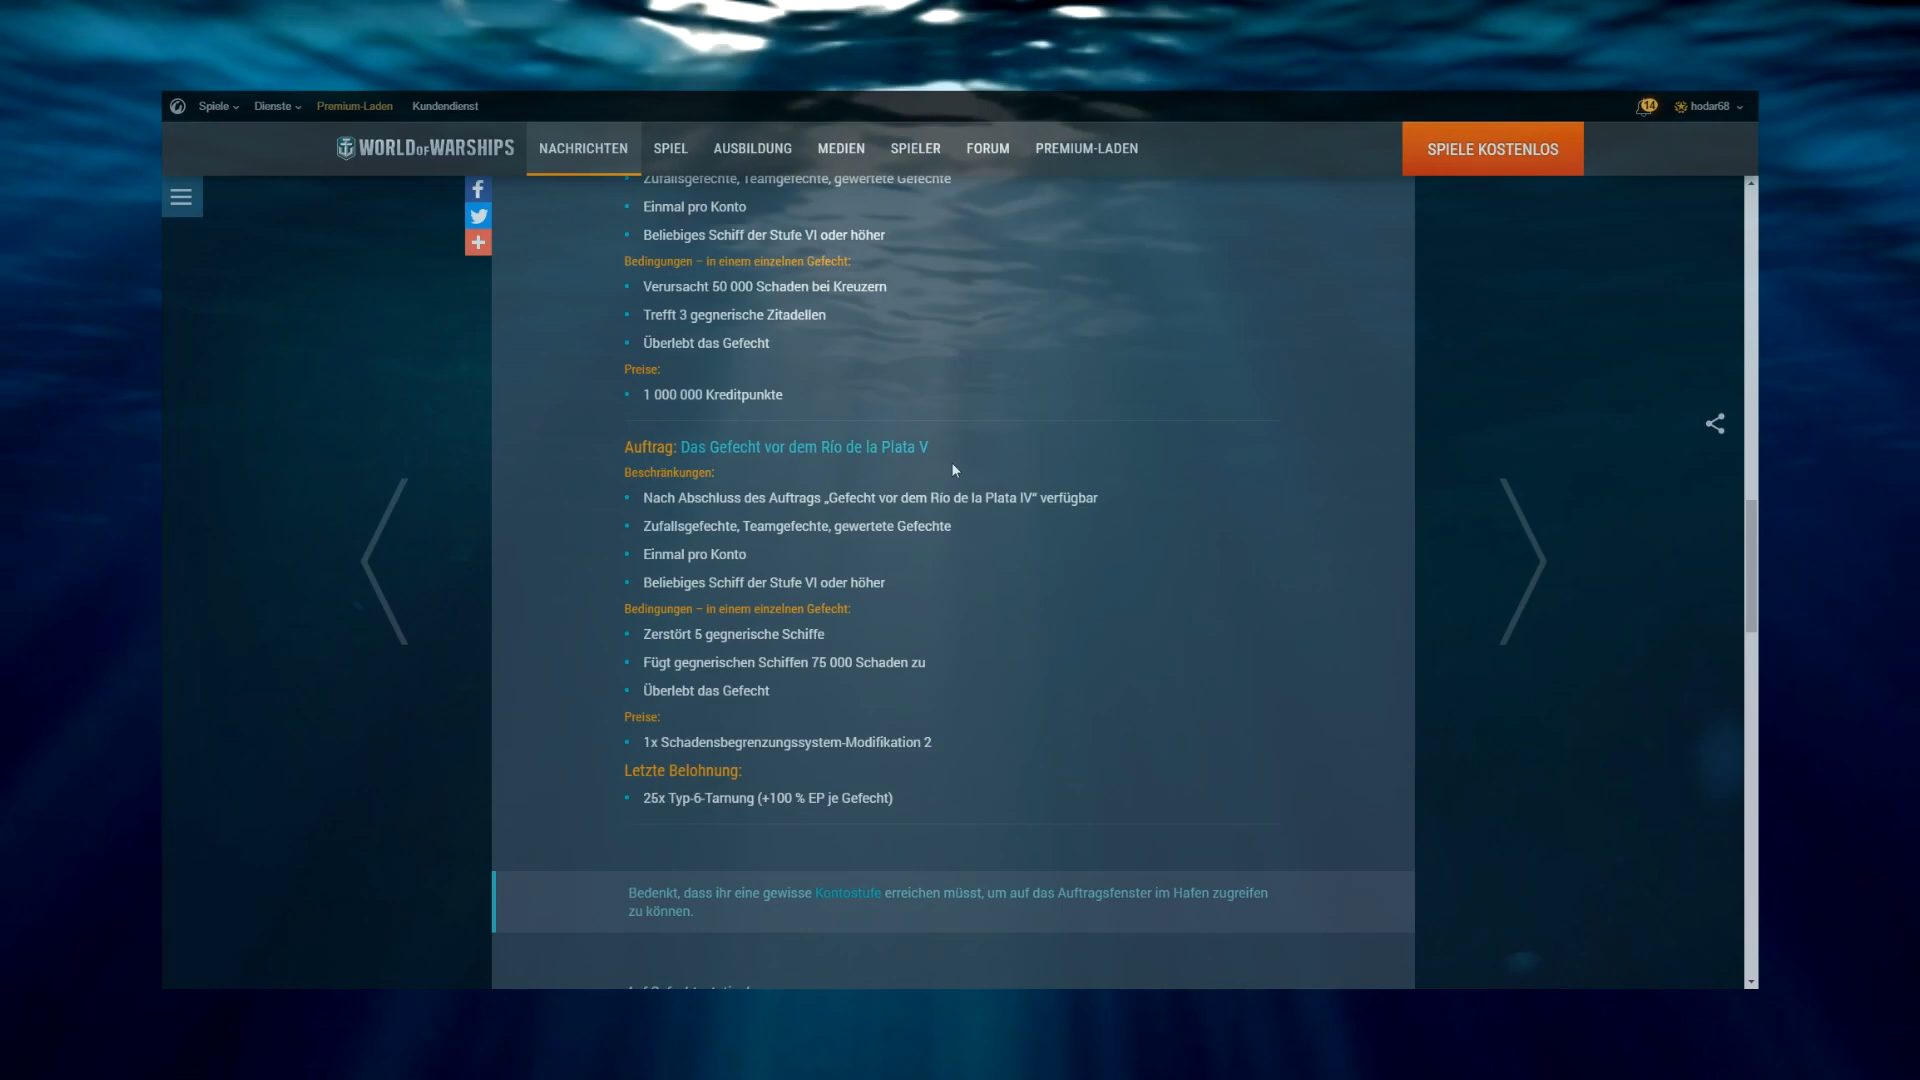 Spiele
Dienste
Premium-Laden
Kundendienst
14
hodar68
WORLD OF WARSHIPS
NACHRICHTEN
SPIEL
AUSBILDUNG
MEDIEN
SPIELER
FORUM
PREMIUM-LADEN
SPIELE KOSTENLOS
Zufallsgefechte, Teamgefechte, gewertete Gefechte
Einmal pro Konto
Beliebiges Schiff der Stufe VI oder höher
Bedingungen – in einem einzelnen Gefecht:
Verursacht 50 000 Schaden bei Kreuzern
Trefft 3 gegnerische Zitadellen
Überlebt das Gefecht
Preise:
1 000 000 Kreditpunkte
Auftrag: Das Gefecht vor dem Río de la Plata V
Beschränkungen:
Nach Abschluss des Auftrags „Gefecht vor dem Río de la Plata IV“ verfügbar
Zufallsgefechte, Teamgefechte, gewertete Gefechte
Einmal pro Konto
Beliebiges Schiff der Stufe VI oder höher
Bedingungen – in einem einzelnen Gefecht:
Zerstört 5 gegnerische Schiffe
Fügt gegnerischen Schiffen 75 000 Schaden zu
Überlebt das Gefecht
Preise:
1x Schadensbegrenzungssystem-Modifikation 2
Letzte Belohnung:
25x Typ-6-Tarnung (+100 % EP je Gefecht)
Bedenkt, dass ihr eine gewisse Kontostufe erreichen müsst, um auf das Auftragsfenster im Hafen zugreifen
zu können.